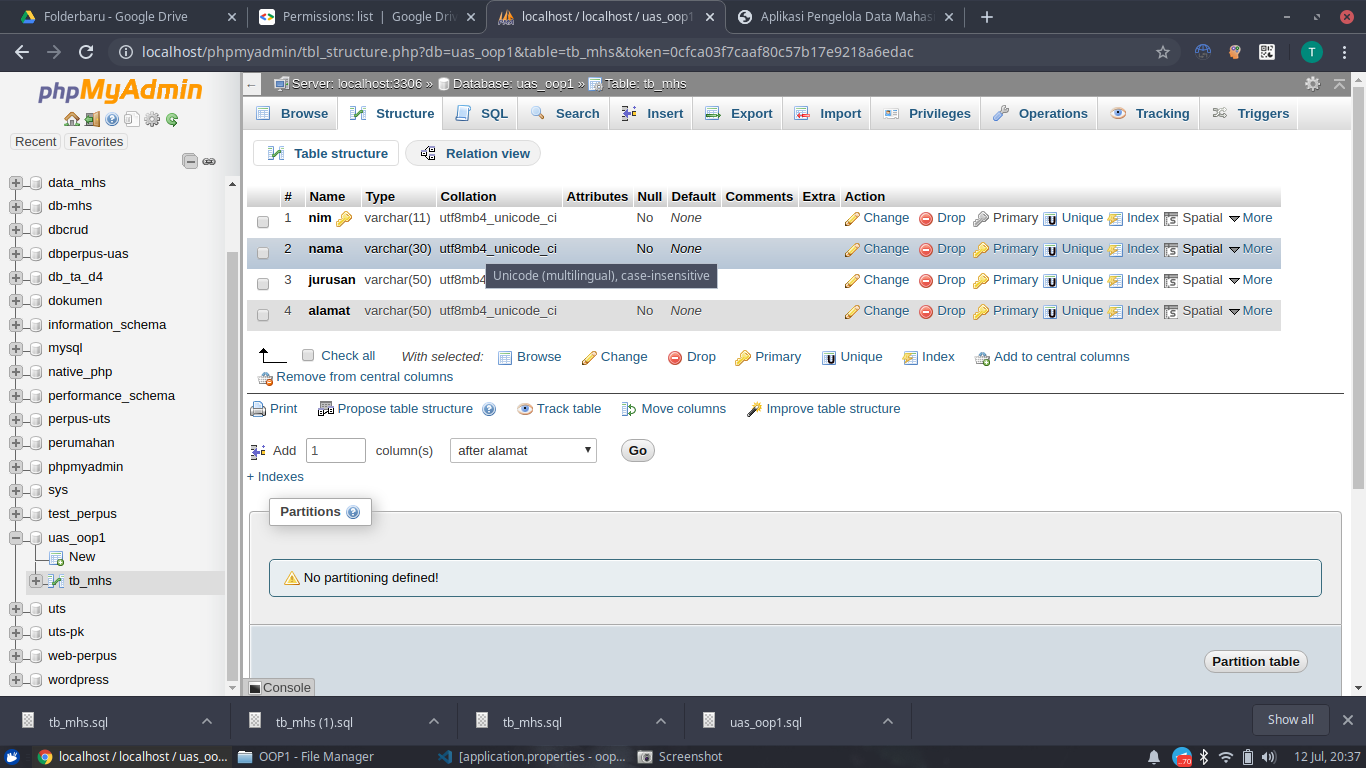 Folderbaru - Google Drive
Permissions: list | Google Driv
localhost / localhost / uas_oop1
Aplikasi Pengelola Data Mahas
localhost/phpmyadmin/tbl_structure.php?db=uas_oop1&table=tb_mhs&token=0cfca03f7caaf80c57b17e9218a6edac
T
phpMyAdmin
Recent Favorites
data_mhs
db-mhs
dbcrud
dbperpus-uas
db_ta_d4
dokumen
information_schema
mysql
native_php
performance_schema
perpus-uts
perumahan
phpmyadmin
sys
test_perpus
uas_oop1
New
tb_mhs
uts
uts-pk
web-perpus
wordpress
Server: localhost:3306 » Database: uas_oop1 » Table: tb_mhs
Browse Structure SQL Search Insert Export Import Privileges Operations Tracking Triggers
Table structure Relation view
# Name Type Collation Attributes Null Default Comments Extra Action
1 nim varchar(11) utf8mb4_unicode_ci No None Change Drop Primary Unique Index Spatial More
2 nama varchar(30) utf8mb4_unicode_ci No None Change Drop Primary Unique Index Spatial More
Unicode (multilingual), case-insensitive
3 jurusan varchar(50) utf8mb4 No None Change Drop Primary Unique Index Spatial More
4 alamat varchar(50) utf8mb4_unicode_ci No None Change Drop Primary Unique Index Spatial More
Check all With selected: Browse Change Drop Primary Unique Index Add to central columns
Remove from central columns
Print Propose table structure Track table Move columns Improve table structure
Add 1 column(s) after alamat Go
+ Indexes
Partitions
No partitioning defined!
Partition table
Console
tb_mhs.sql
tb_mhs (1).sql
tb_mhs.sql
uas_oop1.sql
Show all
localhost / localhost / uas_oo...
OOP1 - File Manager
[application.properties - oop...
Screenshot
12 Jul, 20:37